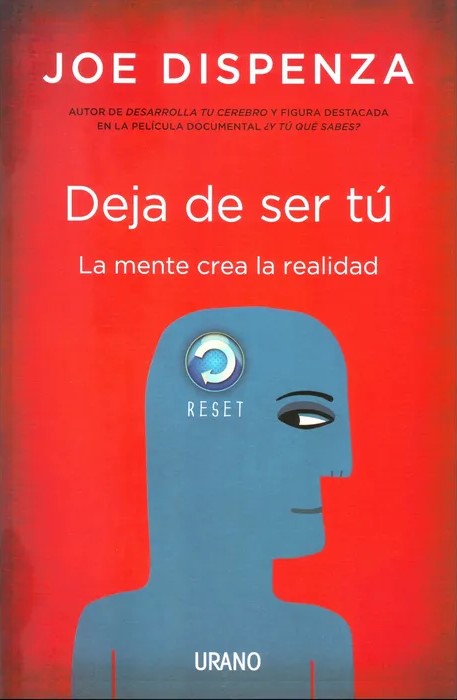 JOE DISPENZA
AUTOR DE DESARROLLA TU CEREBRO Y FIGURA DESTACADA
EN LA PELÍCULA DOCUMENTAL ¿Y TÚ QUÉ SABES?
Deja de ser tú
La mente crea la realidad
RESET
URANO